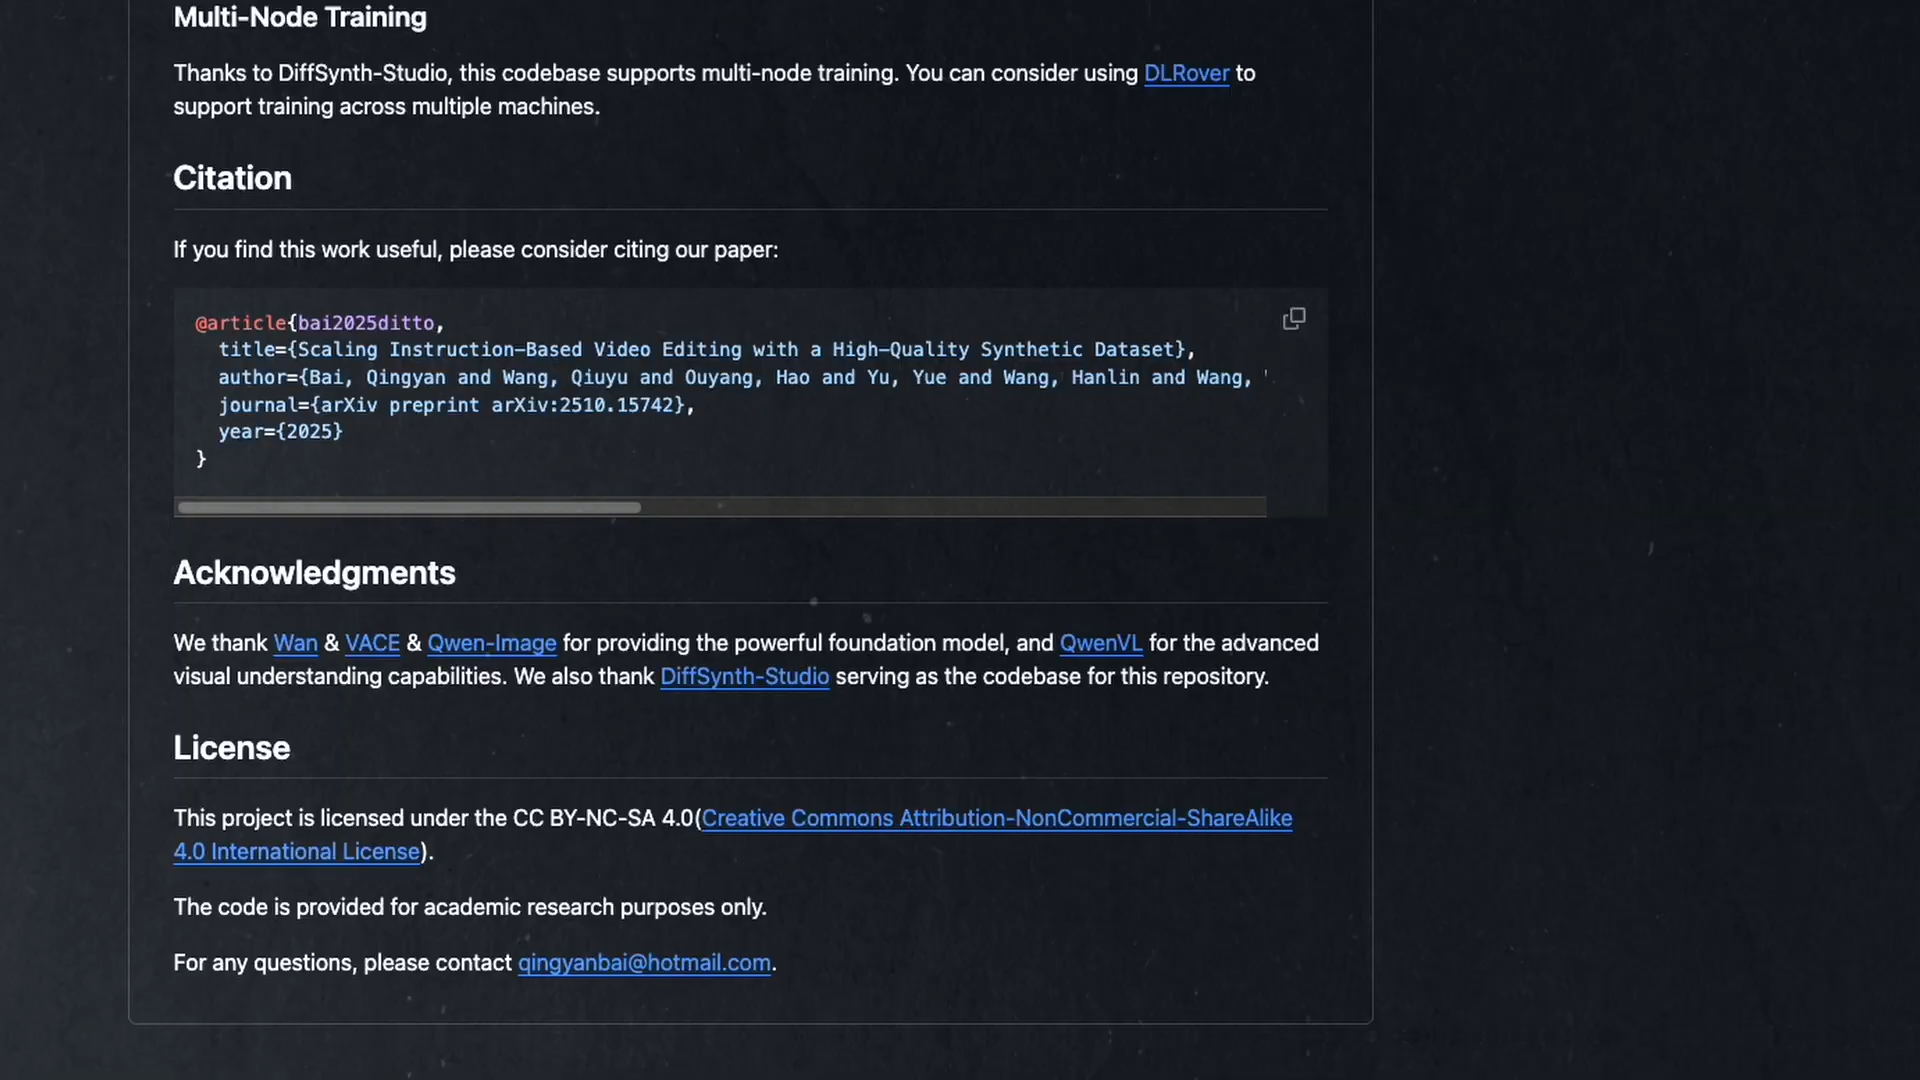 Multi-Node Training
Thanks to DiffSynth-Studio, this codebase supports multi-node training. You can consider using DLRover to
support training across multiple machines.
Citation
If you find this work useful, please consider citing our paper:
@article{bai2025ditto,
  title={Scaling Instruction-Based Video Editing with a High-Quality Synthetic Dataset},
  author={Bai, Qingyan and Wang, Qiuyu and Ouyang, Hao and Yu, Yue and Wang, Hanlin and Wang,
  journal={arXiv preprint arXiv:2510.15742},
  year={2025}
}
Acknowledgments
We thank Wan & VACE & Qwen-Image for providing the powerful foundation model, and QwenVL for the advanced
visual understanding capabilities. We also thank DiffSynth-Studio serving as the codebase for this repository.
License
This project is licensed under the CC BY-NC-SA 4.0(Creative Commons Attribution-NonCommercial-ShareAlike
4.0 International License).
The code is provided for academic research purposes only.
For any questions, please contact qingyanbai@hotmail.com.